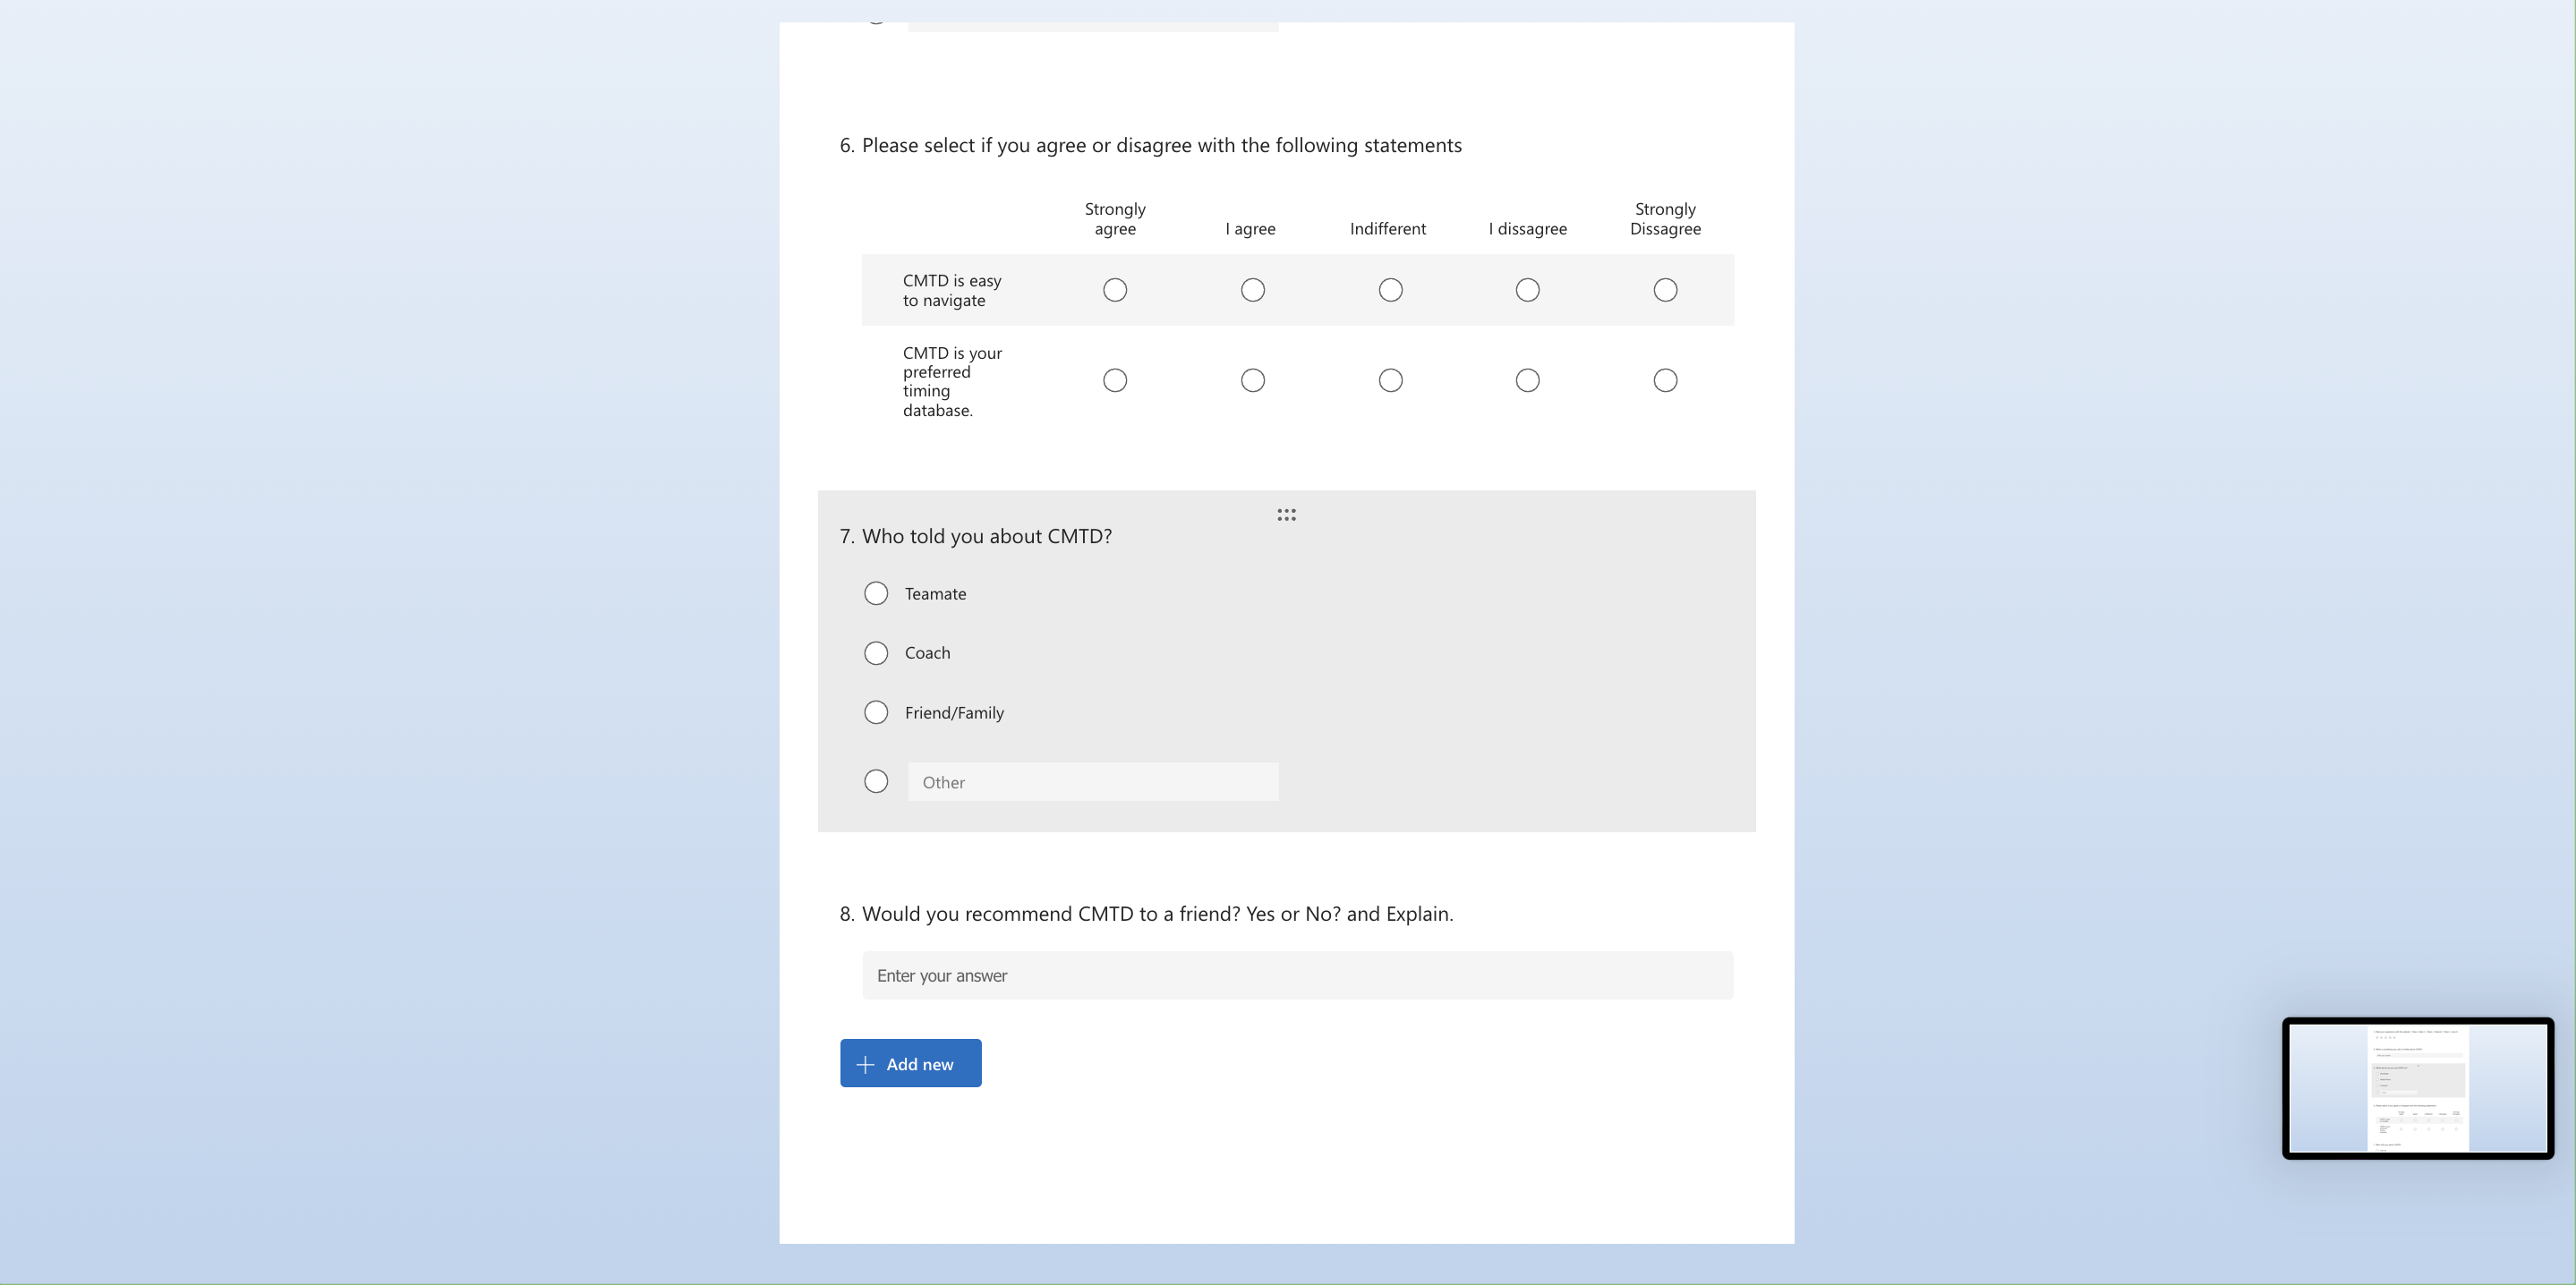 6. Please select if you agree or disagree with the following statements
Strongly agree
I agree
Indifferent
I dissagree
Strongly Dissagree
CMTD is easy
to navigate
CMTD is your
preferred
timing
database.
7. Who told you about CMTD?
Teamate
Coach
Friend/Family
Other
8. Would you recommend CMTD to a friend? Yes or No? and Explain.
Enter your answer
Add new